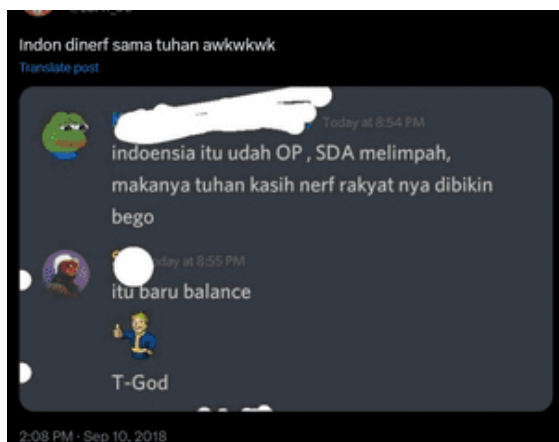 Indon dinerf sama tuhan awkwkwk
Translate post
Today at 8:54 PM
indoensia itu udah OP , SDA melimpah,
makanya tuhan kasih nerf rakyat nya dibikin
bego
at 8:55 PM
itu baru balance
T-God
2:08 PM · Sep 10, 2018